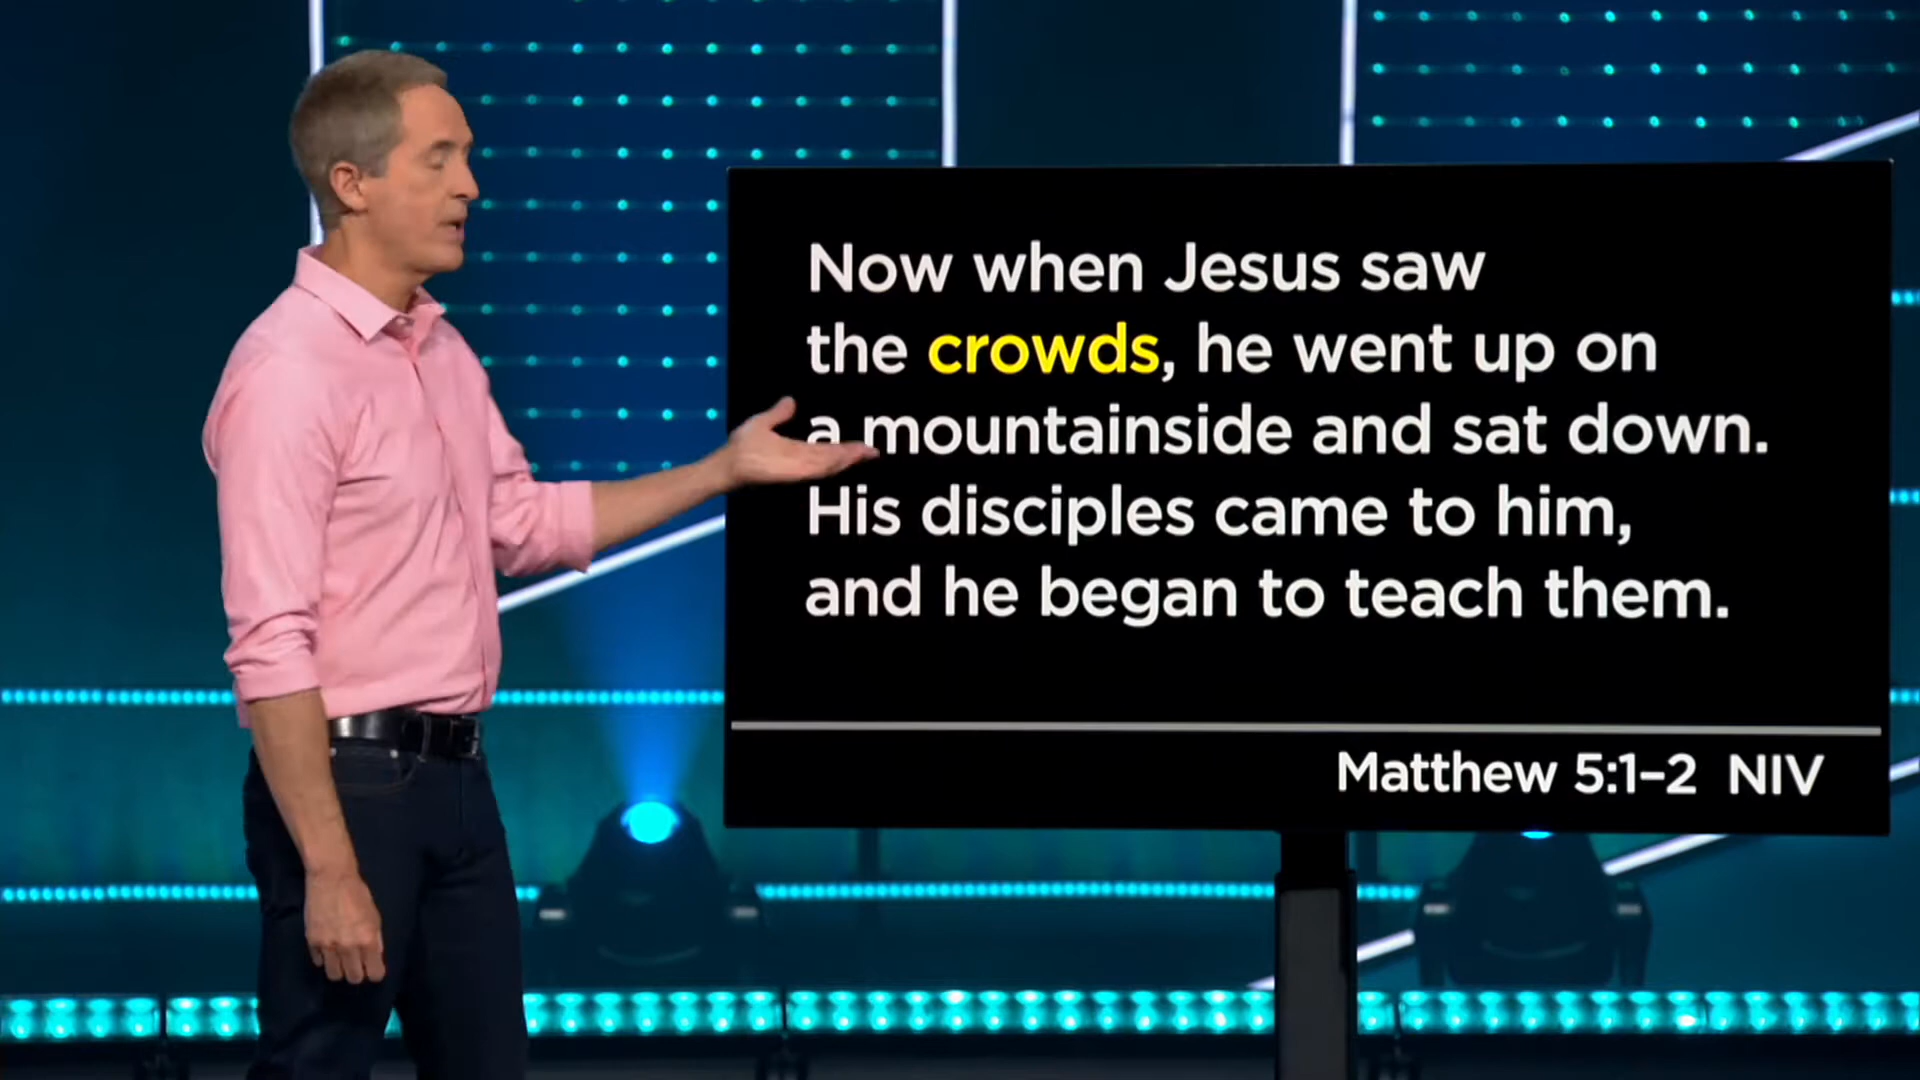 Now when Jesus saw
the crowds, he went up on
a mountainside and sat down.
His disciples came to him,
and he began to teach them.
Matthew 5:1–2 NIV